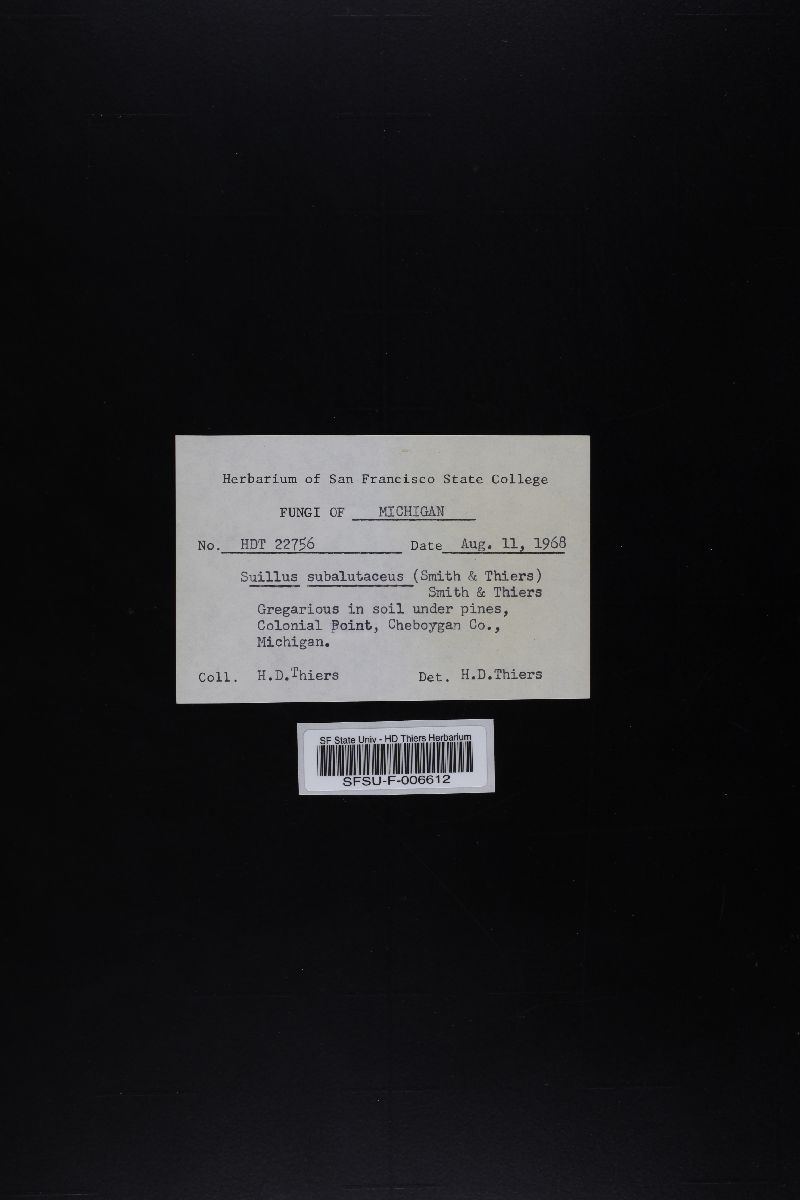 Herbarium of San Francisco State College
FUNGI OF MICHIGAN
No. HDT 22756 Date Aug. 11, 1968
Suillus subalutaceus (Smith & Thiers)
Smith & Thiers
Gregarious in soil under pines,
Colonial Point, Cheboygan Co.,
Michigan.
Coll. H.D.Thiers Det. H.D.Thiers
SF State Univ - HD Thiers Herbarium
SFSU-F-006612